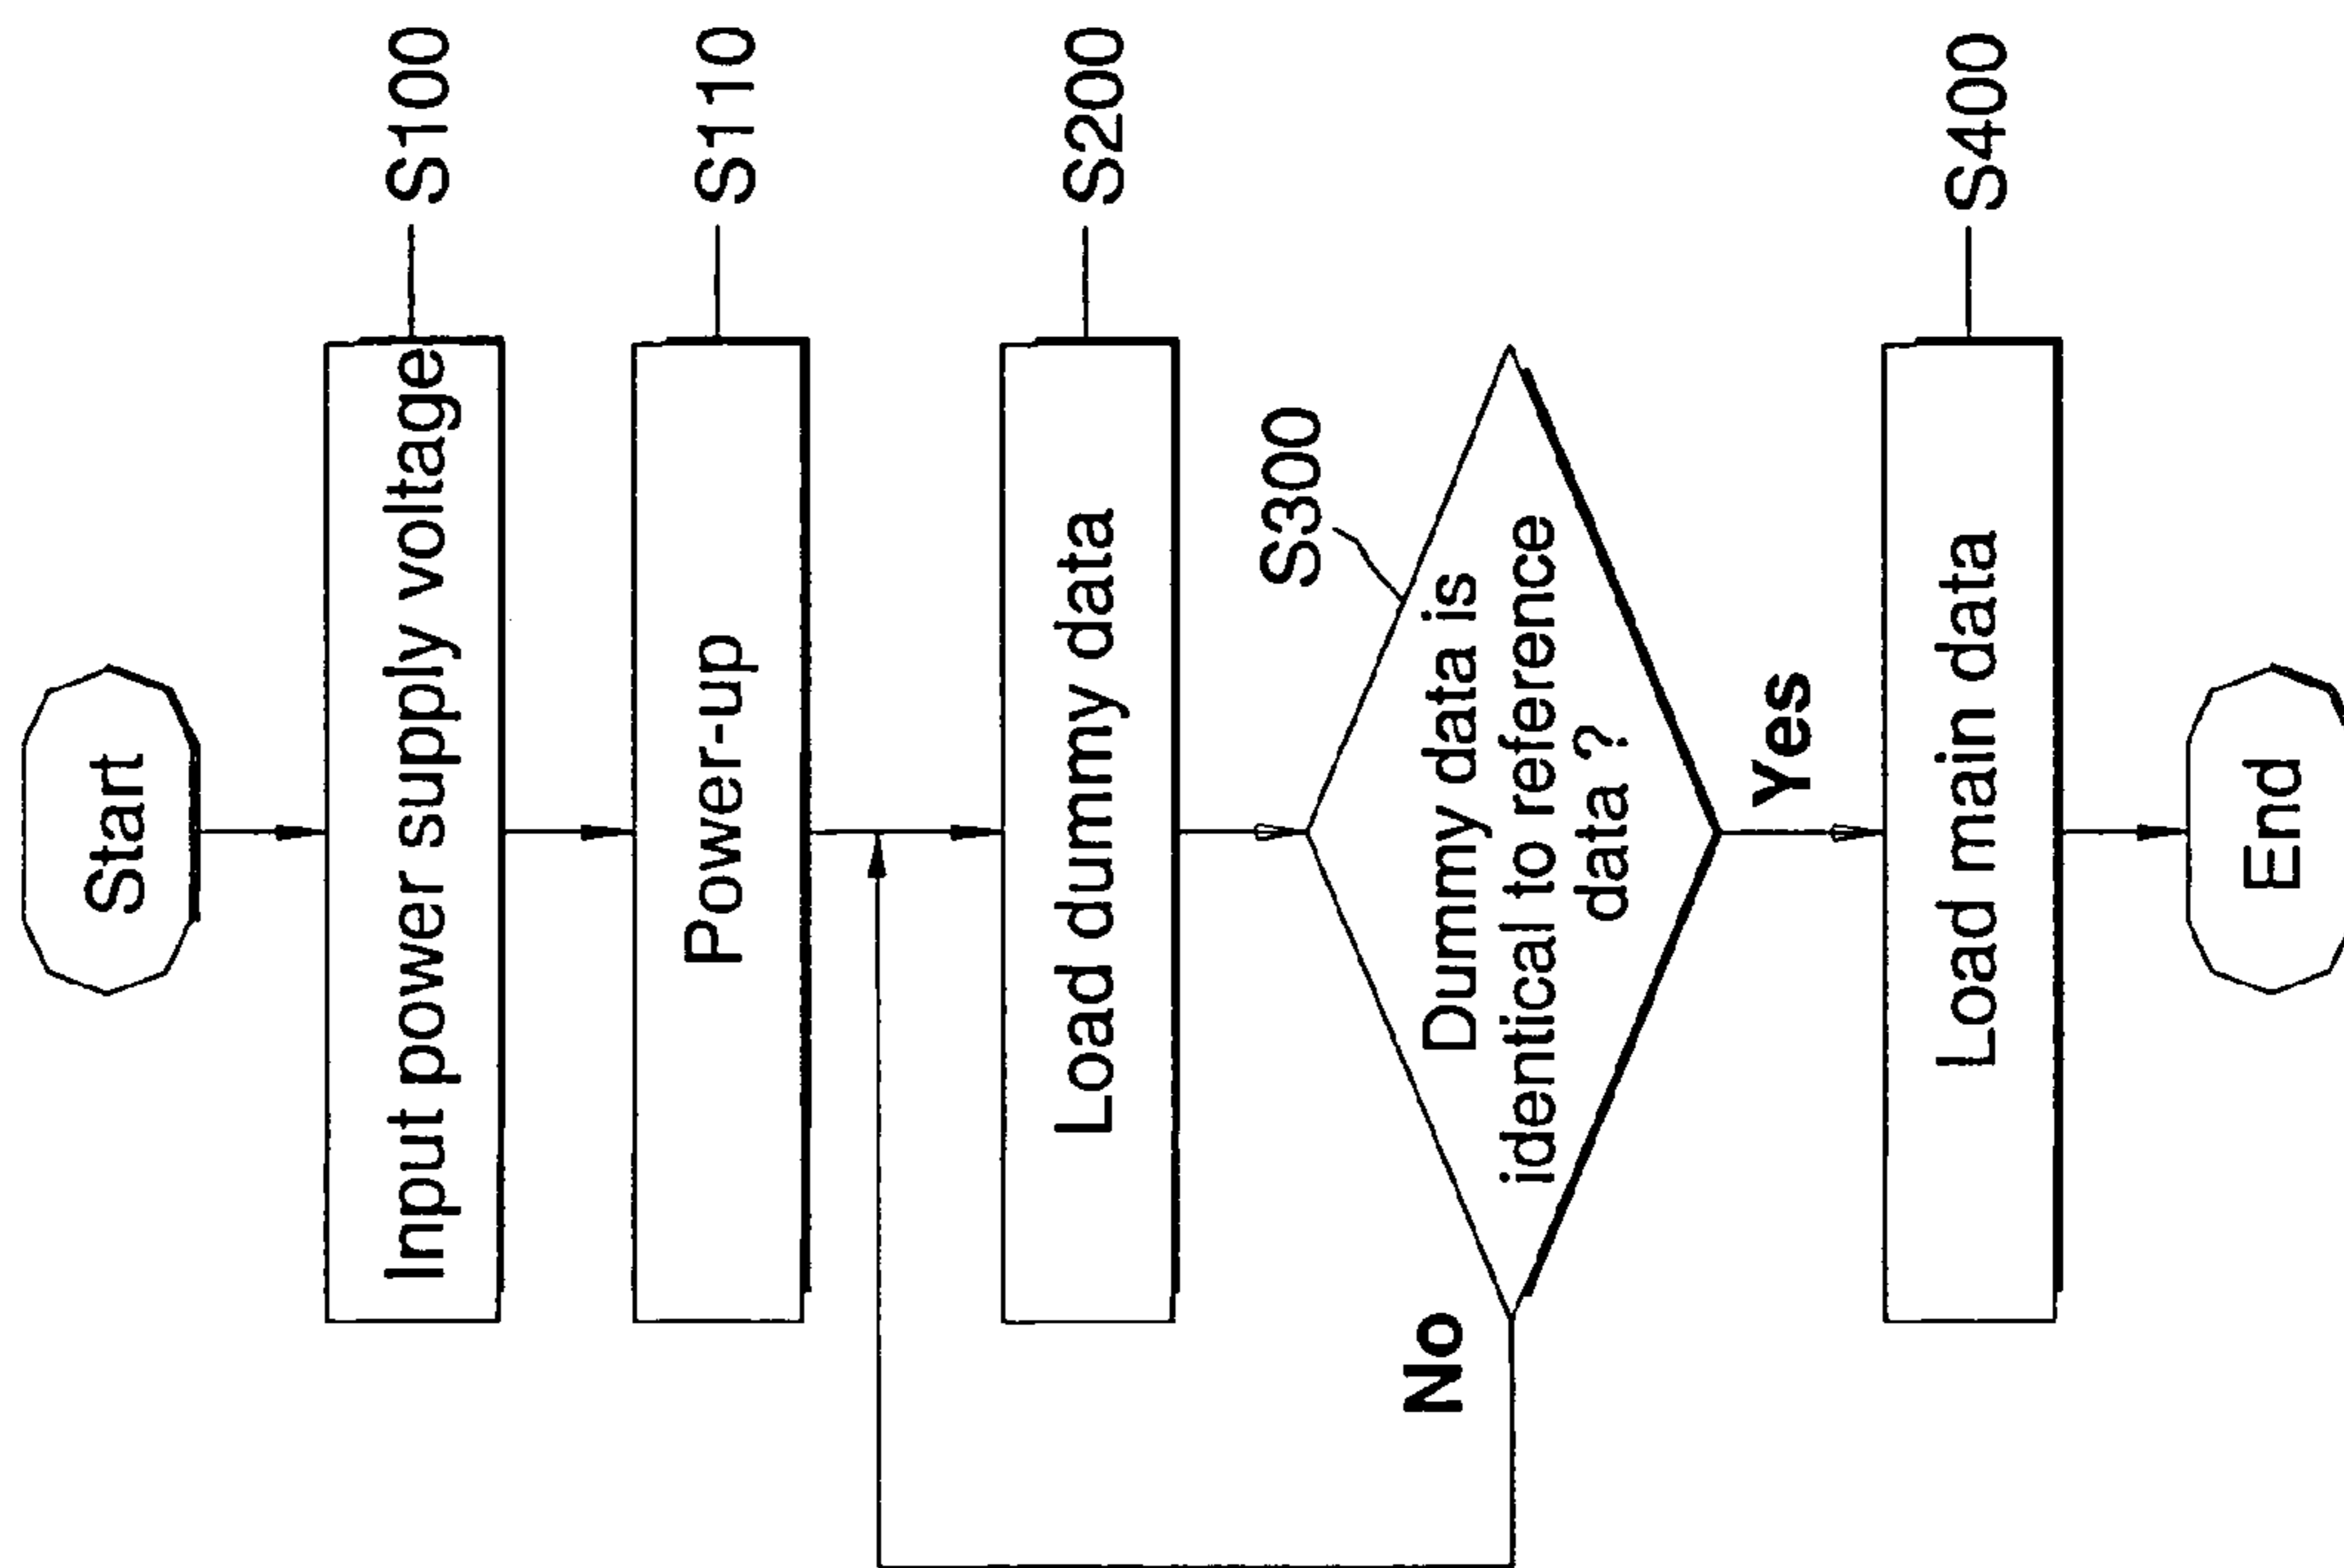 Start
Input power supply voltage
S100
Power-up
S110
Load dummy data
S200
S300
Dummy data is
identical to reference
data ?
No
Yes
Load main data
S400
End